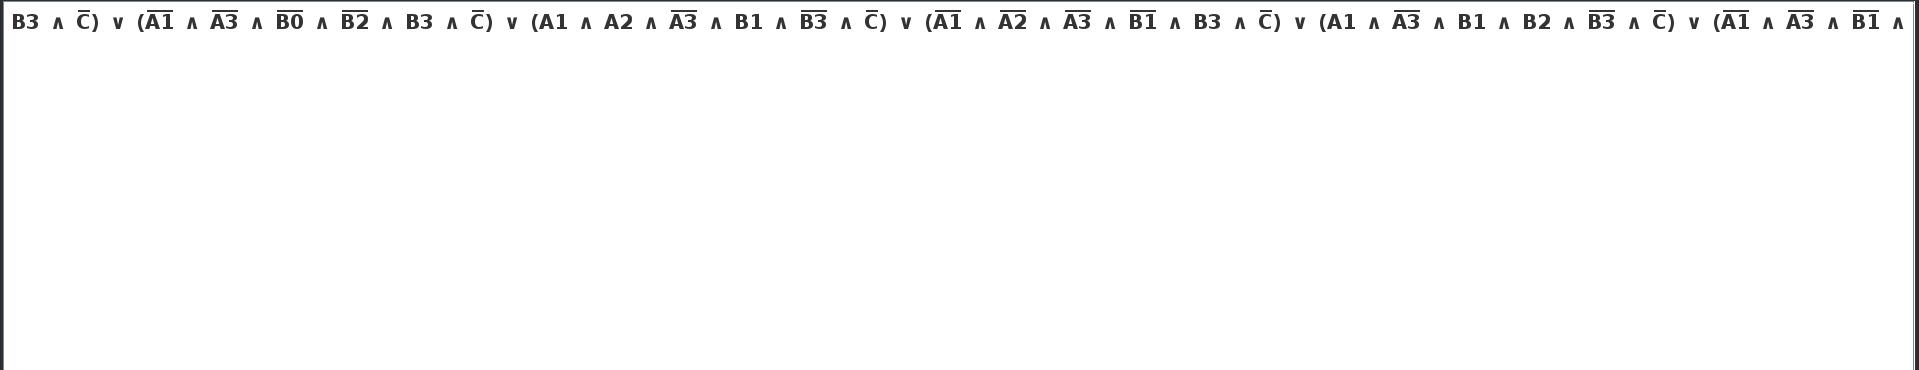 B3 ∧ C̅) ∨ (A̅1̅ ∧ A̅3̅ ∧ B̅0̅ ∧ B̅2̅ ∧ B3 ∧ C̅) ∨ (A1 ∧ A2 ∧ A̅3̅ ∧ B1 ∧ B̅3̅ ∧ C̅) ∨ (A̅1̅ ∧ A̅2̅ ∧ A̅3̅ ∧ B̅1̅ ∧ B3 ∧ C̅) ∨ (A1 ∧ A̅3̅ ∧ B1 ∧ B2 ∧ B̅3̅ ∧ C̅) ∨ (A̅1̅ ∧ A̅3̅ ∧ B̅1̅ ∧